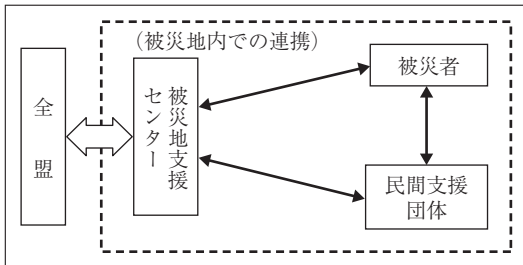 (被災地内での連携)
全盟
被災地支援
センター
被災者
民間支援
団体